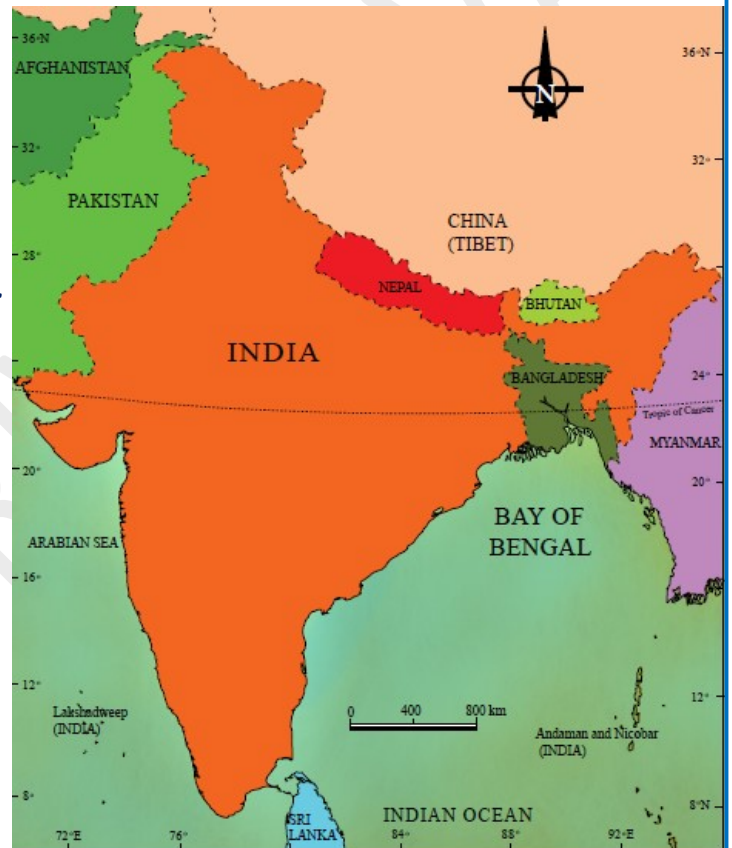 36°N
36°N
AFGHANISTAN
N
32°
32°
PAKISTAN
CHINA
(TIBET)
28°
NEPAL
BHUTAN
INDIA
BANGLADESH
24°
Tropic of Cancer
MYANMAR
20°
20°
BAY OF
BENGAL
ARABIAN SEA
16°
12°
12°
Lakshadweep
(INDIA)
0 400 800 km
Andaman and Nicobar
(INDIA)
8°
8°N
SRI
LANKA
INDIAN OCEAN
72°E 76° 84° 88° 92°E